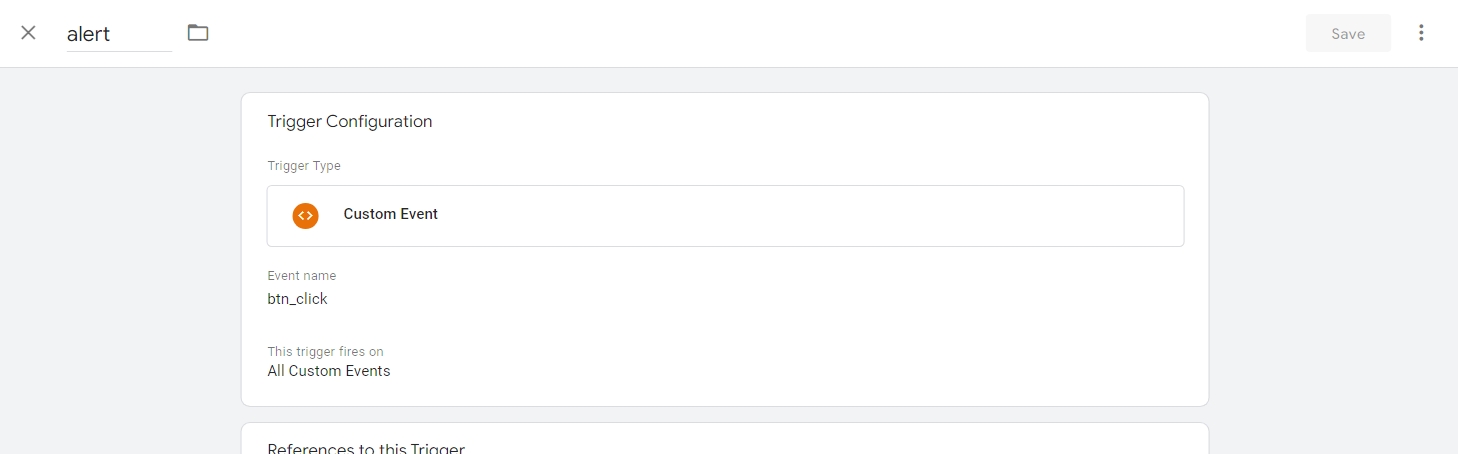 alert
Save
Trigger Configuration
Trigger Type
Custom Event
Event name
btn_click
This trigger fires on
All Custom Events
References to this Trigger